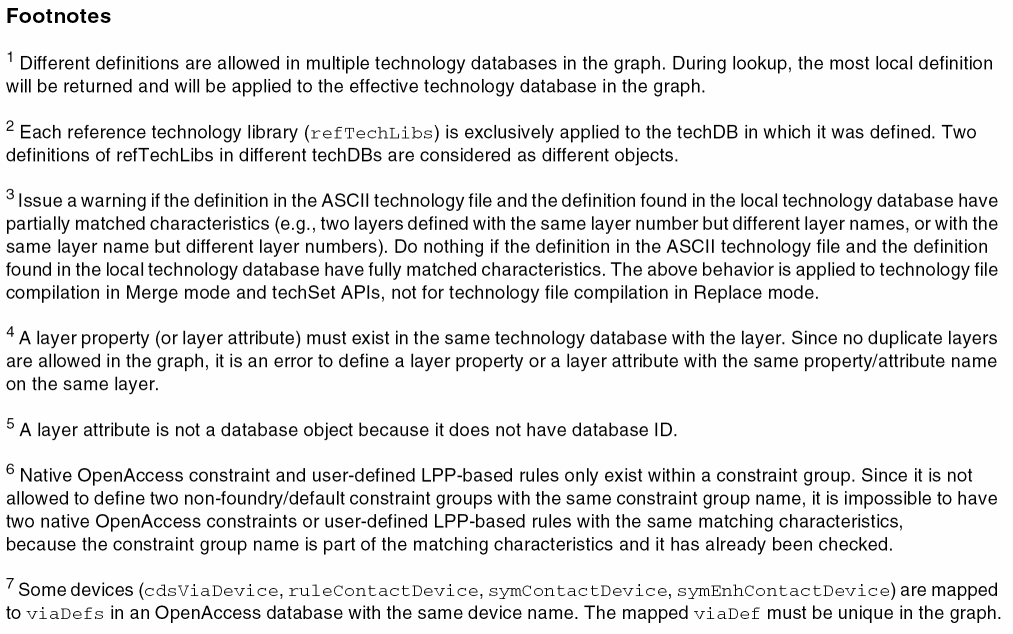 Footnotes
1 Different definitions are allowed in multiple technology databases in the graph. During lookup, the most local definition
will be returned and will be applied to the effective technology database in the graph.
2 Each reference technology library (refTechLibs) is exclusively applied to the techDB in which it was defined. Two
definitions of refTechLibs in different techDBs are considered as different objects.
3 Issue a warning if the definition in the ASCII technology file and the definition found in the local technology database have
partially matched characteristics (e.g., two layers defined with the same layer number but different layer names, or with the
same layer name but different layer numbers). Do nothing if the definition in the ASCII technology file and the definition
found in the local technology database have fully matched characteristics. The above behavior is applied to technology file
compilation in Merge mode and techSet APIs, not for technology file compilation in Replace mode.
4 A layer property (or layer attribute) must exist in the same technology database with the layer. Since no duplicate layers
are allowed in the graph, it is an error to define a layer property or a layer attribute with the same property/attribute name
on the same layer.
5 A layer attribute is not a database object because it does not have database ID.
6 Native OpenAccess constraint and user-defined LPP-based rules only exist within a constraint group. Since it is not
allowed to define two non-foundry/default constraint groups with the same constraint group name, it is impossible to have
two native OpenAccess constraints or user-defined LPP-based rules with the same matching characteristics,
because the constraint group name is part of the matching characteristics and it has already been checked.
7 Some devices (cdsViaDevice, ruleContactDevice, symContactDevice, symEnhContactDevice) are mapped
to viaDefs in an OpenAccess database with the same device name. The mapped viaDef must be unique in the graph.